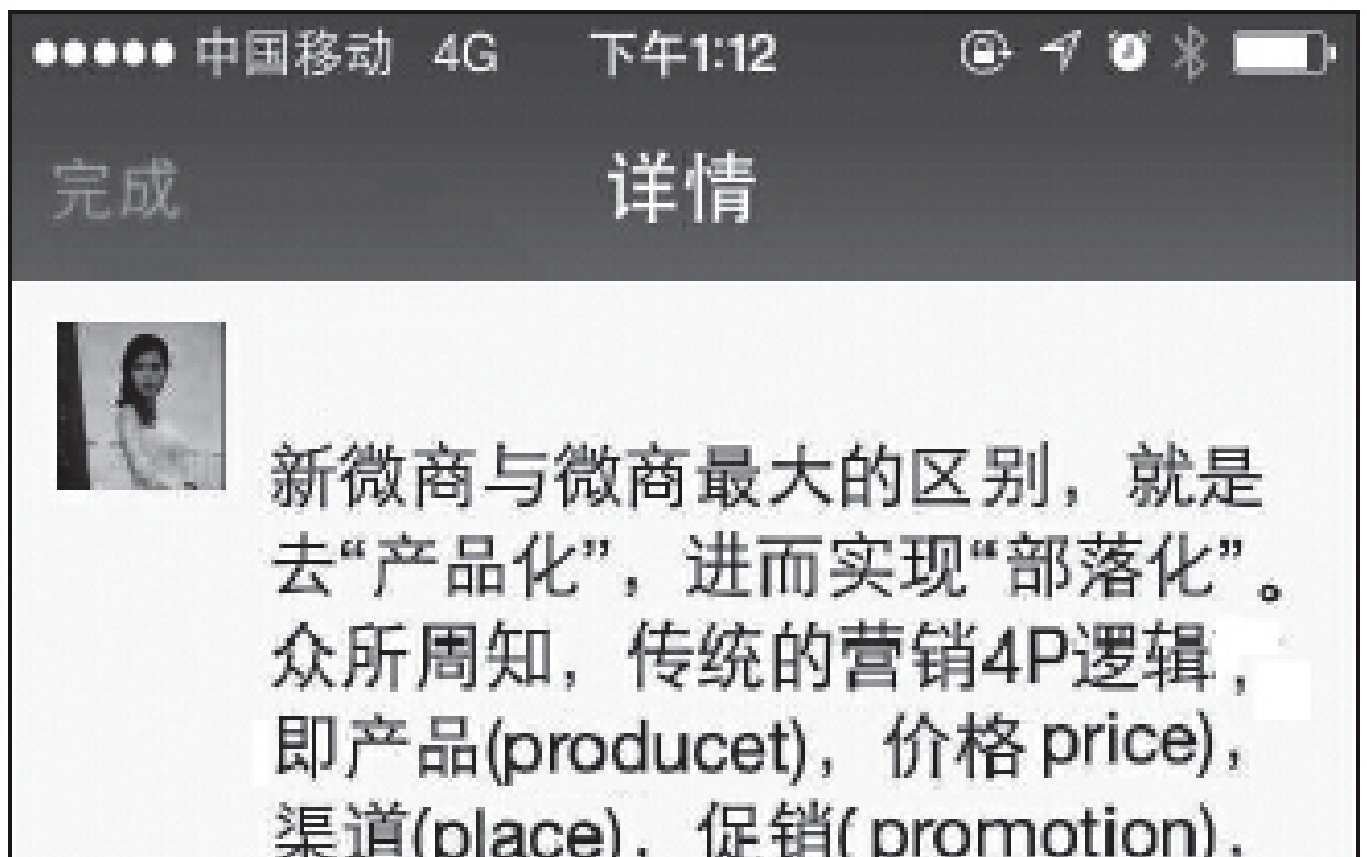 中国移动 4G 下午1:12
完成 详情
新微商与微商最大的区别，就是
去“产品化”，进而实现“部落化”。
众所周知，传统的营销4P逻辑，
即产品(producet)，价格 price)，
渠道(place)，促销( promotion)，